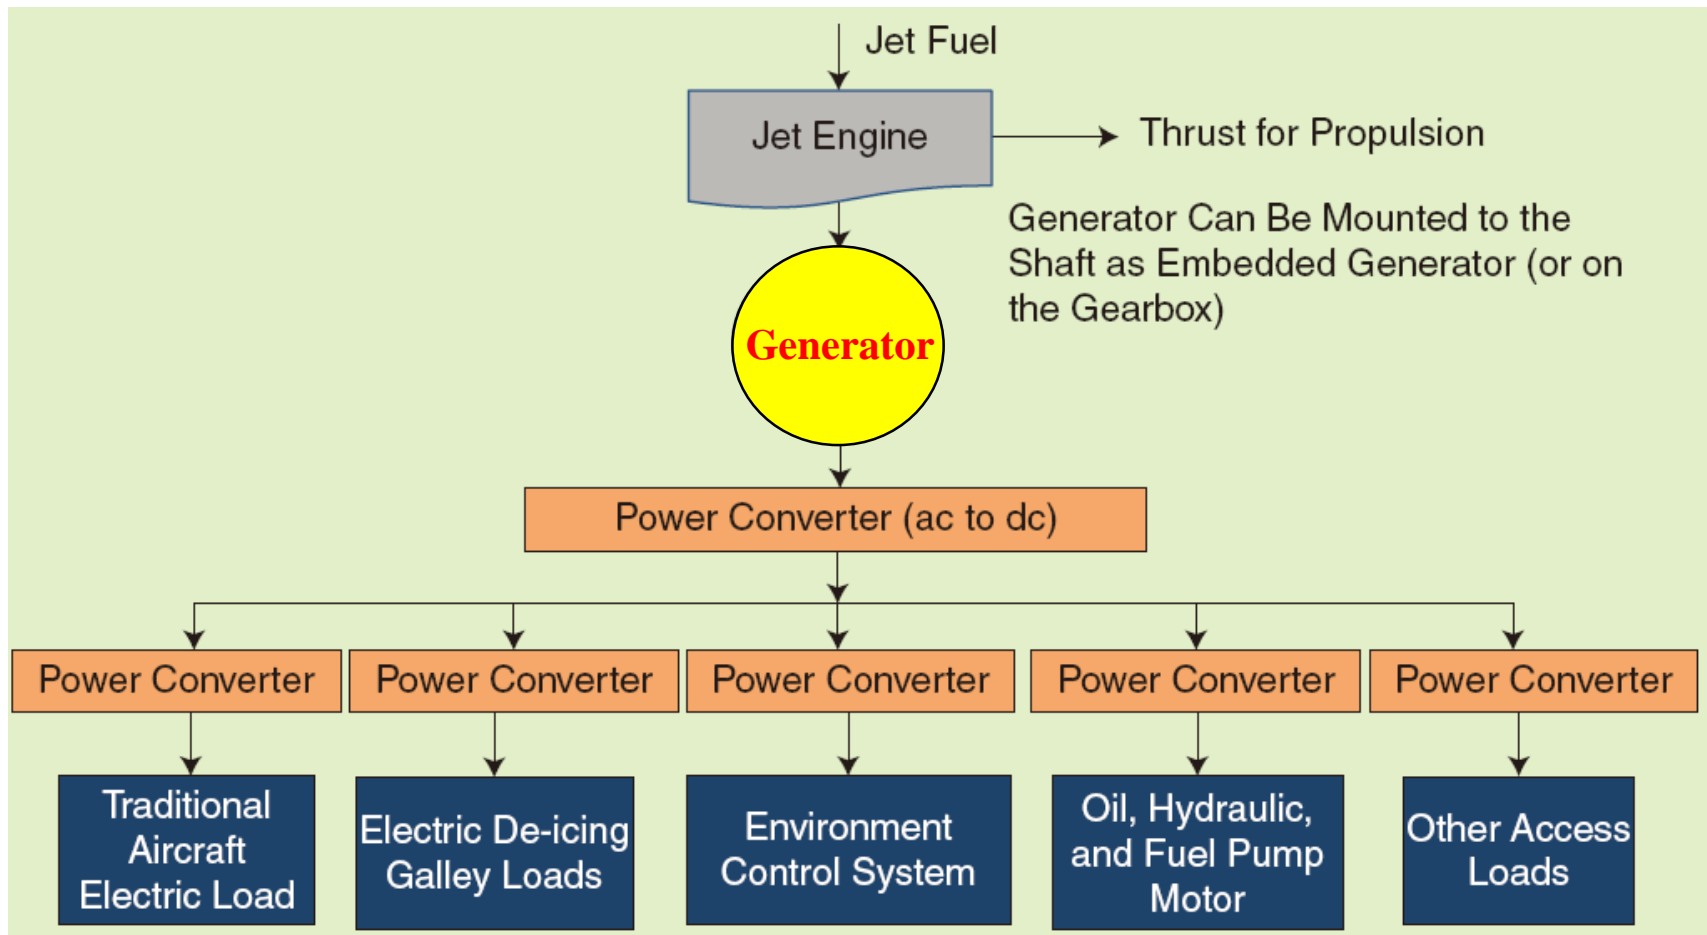 Jet Fuel
Jet Engine
Thrust for Propulsion
Generator Can Be Mounted to the
Shaft as Embedded Generator (or on
the Gearbox)
Generator
Power Converter (ac to dc)
Power Converter
Power Converter
Power Converter
Power Converter
Power Converter
Traditional
Aircraft
Electric Load
Electric De-icing
Galley Loads
Environment
Control System
Oil, Hydraulic,
and Fuel Pump
Motor
Other Access
Loads